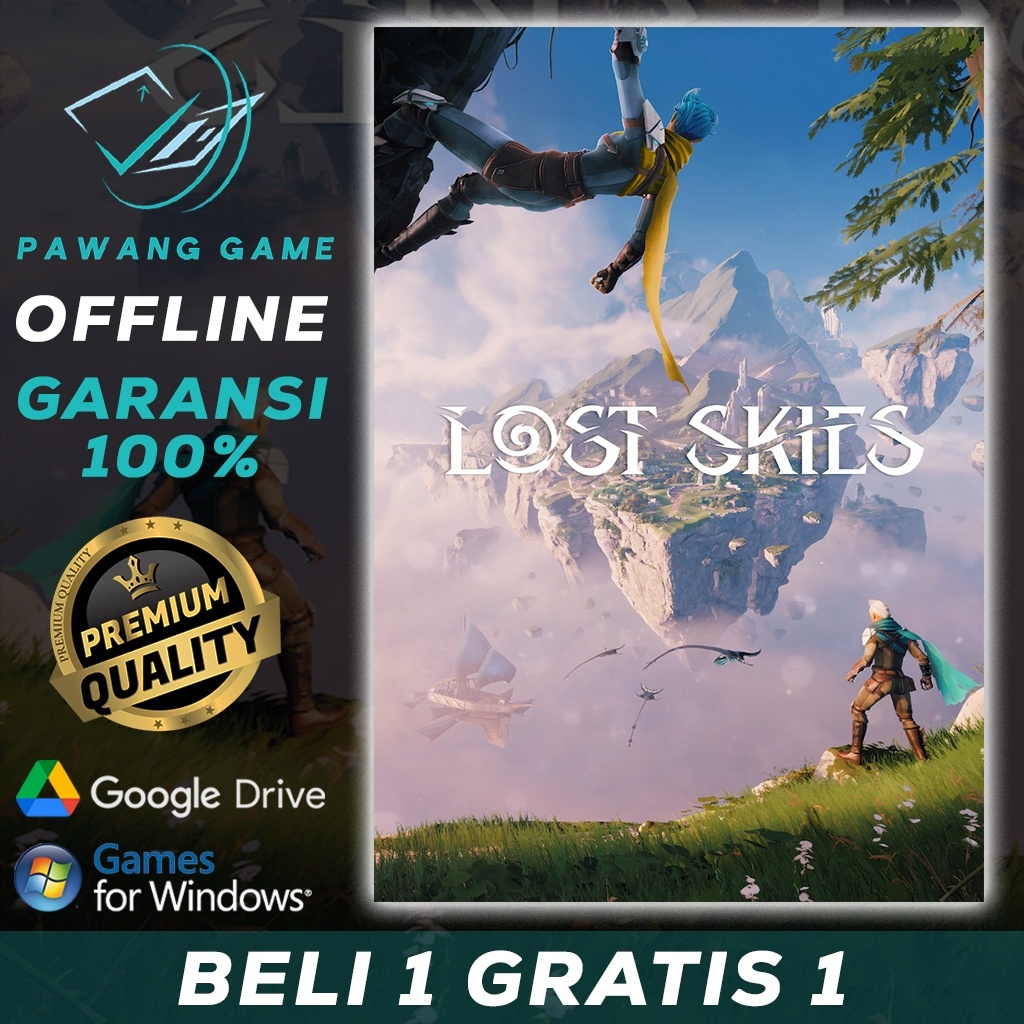 PAWANG GAME
OFFLINE
GARANSI
100%
PREMIUM QUALITY
PREMIUM
QUALITY
Google Drive
Games
for Windows®
LOST SKIES
BELI 1 GRATIS 1